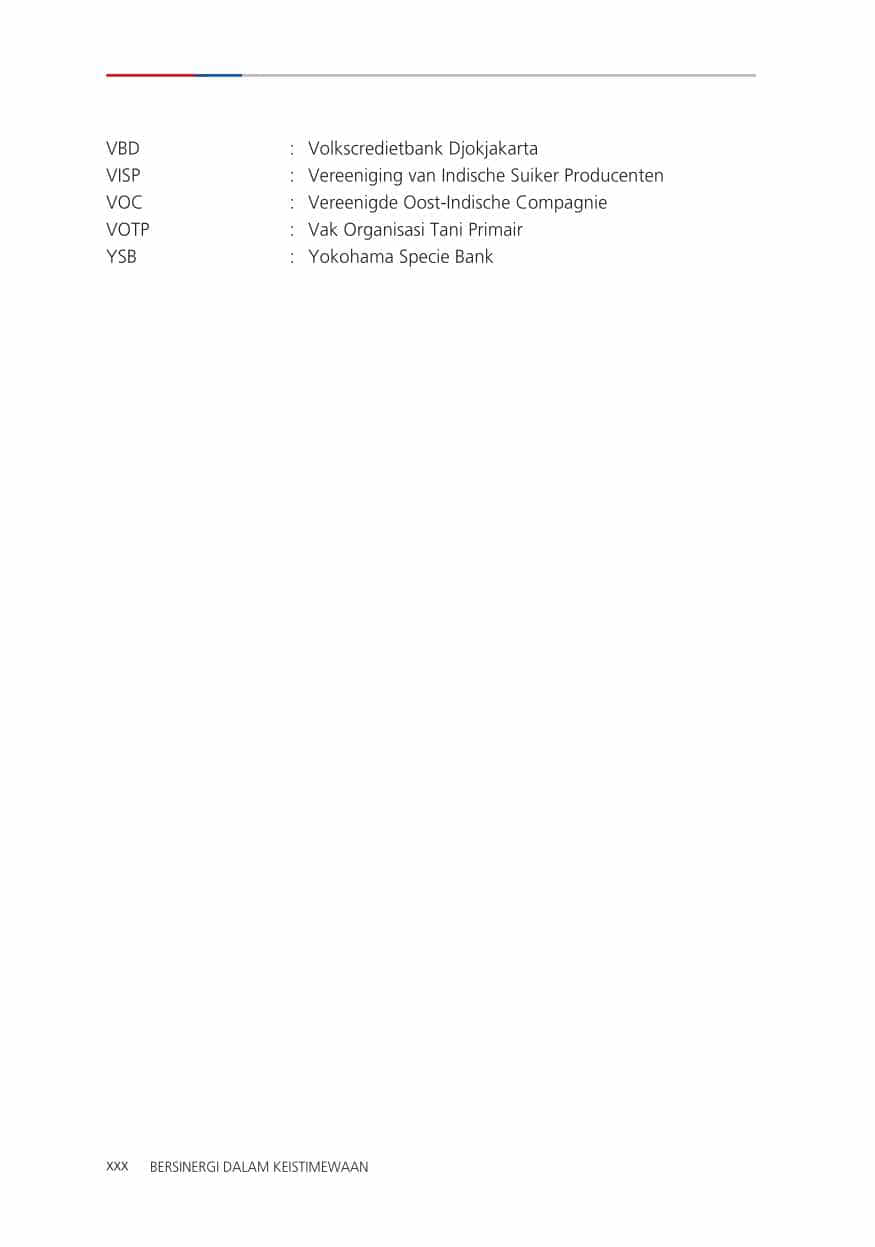 VBD : Volkscredietbank Djokjakarta
VISP : Vereeniging van Indische Suiker Producenten
VOC : Vereenigde Oost-Indische Compagnie
VOTP : Vak Organisasi Tani Primair
YSB : Yokohama Specie Bank
xxx BERSINERGI DALAM KEISTIMEWAAN